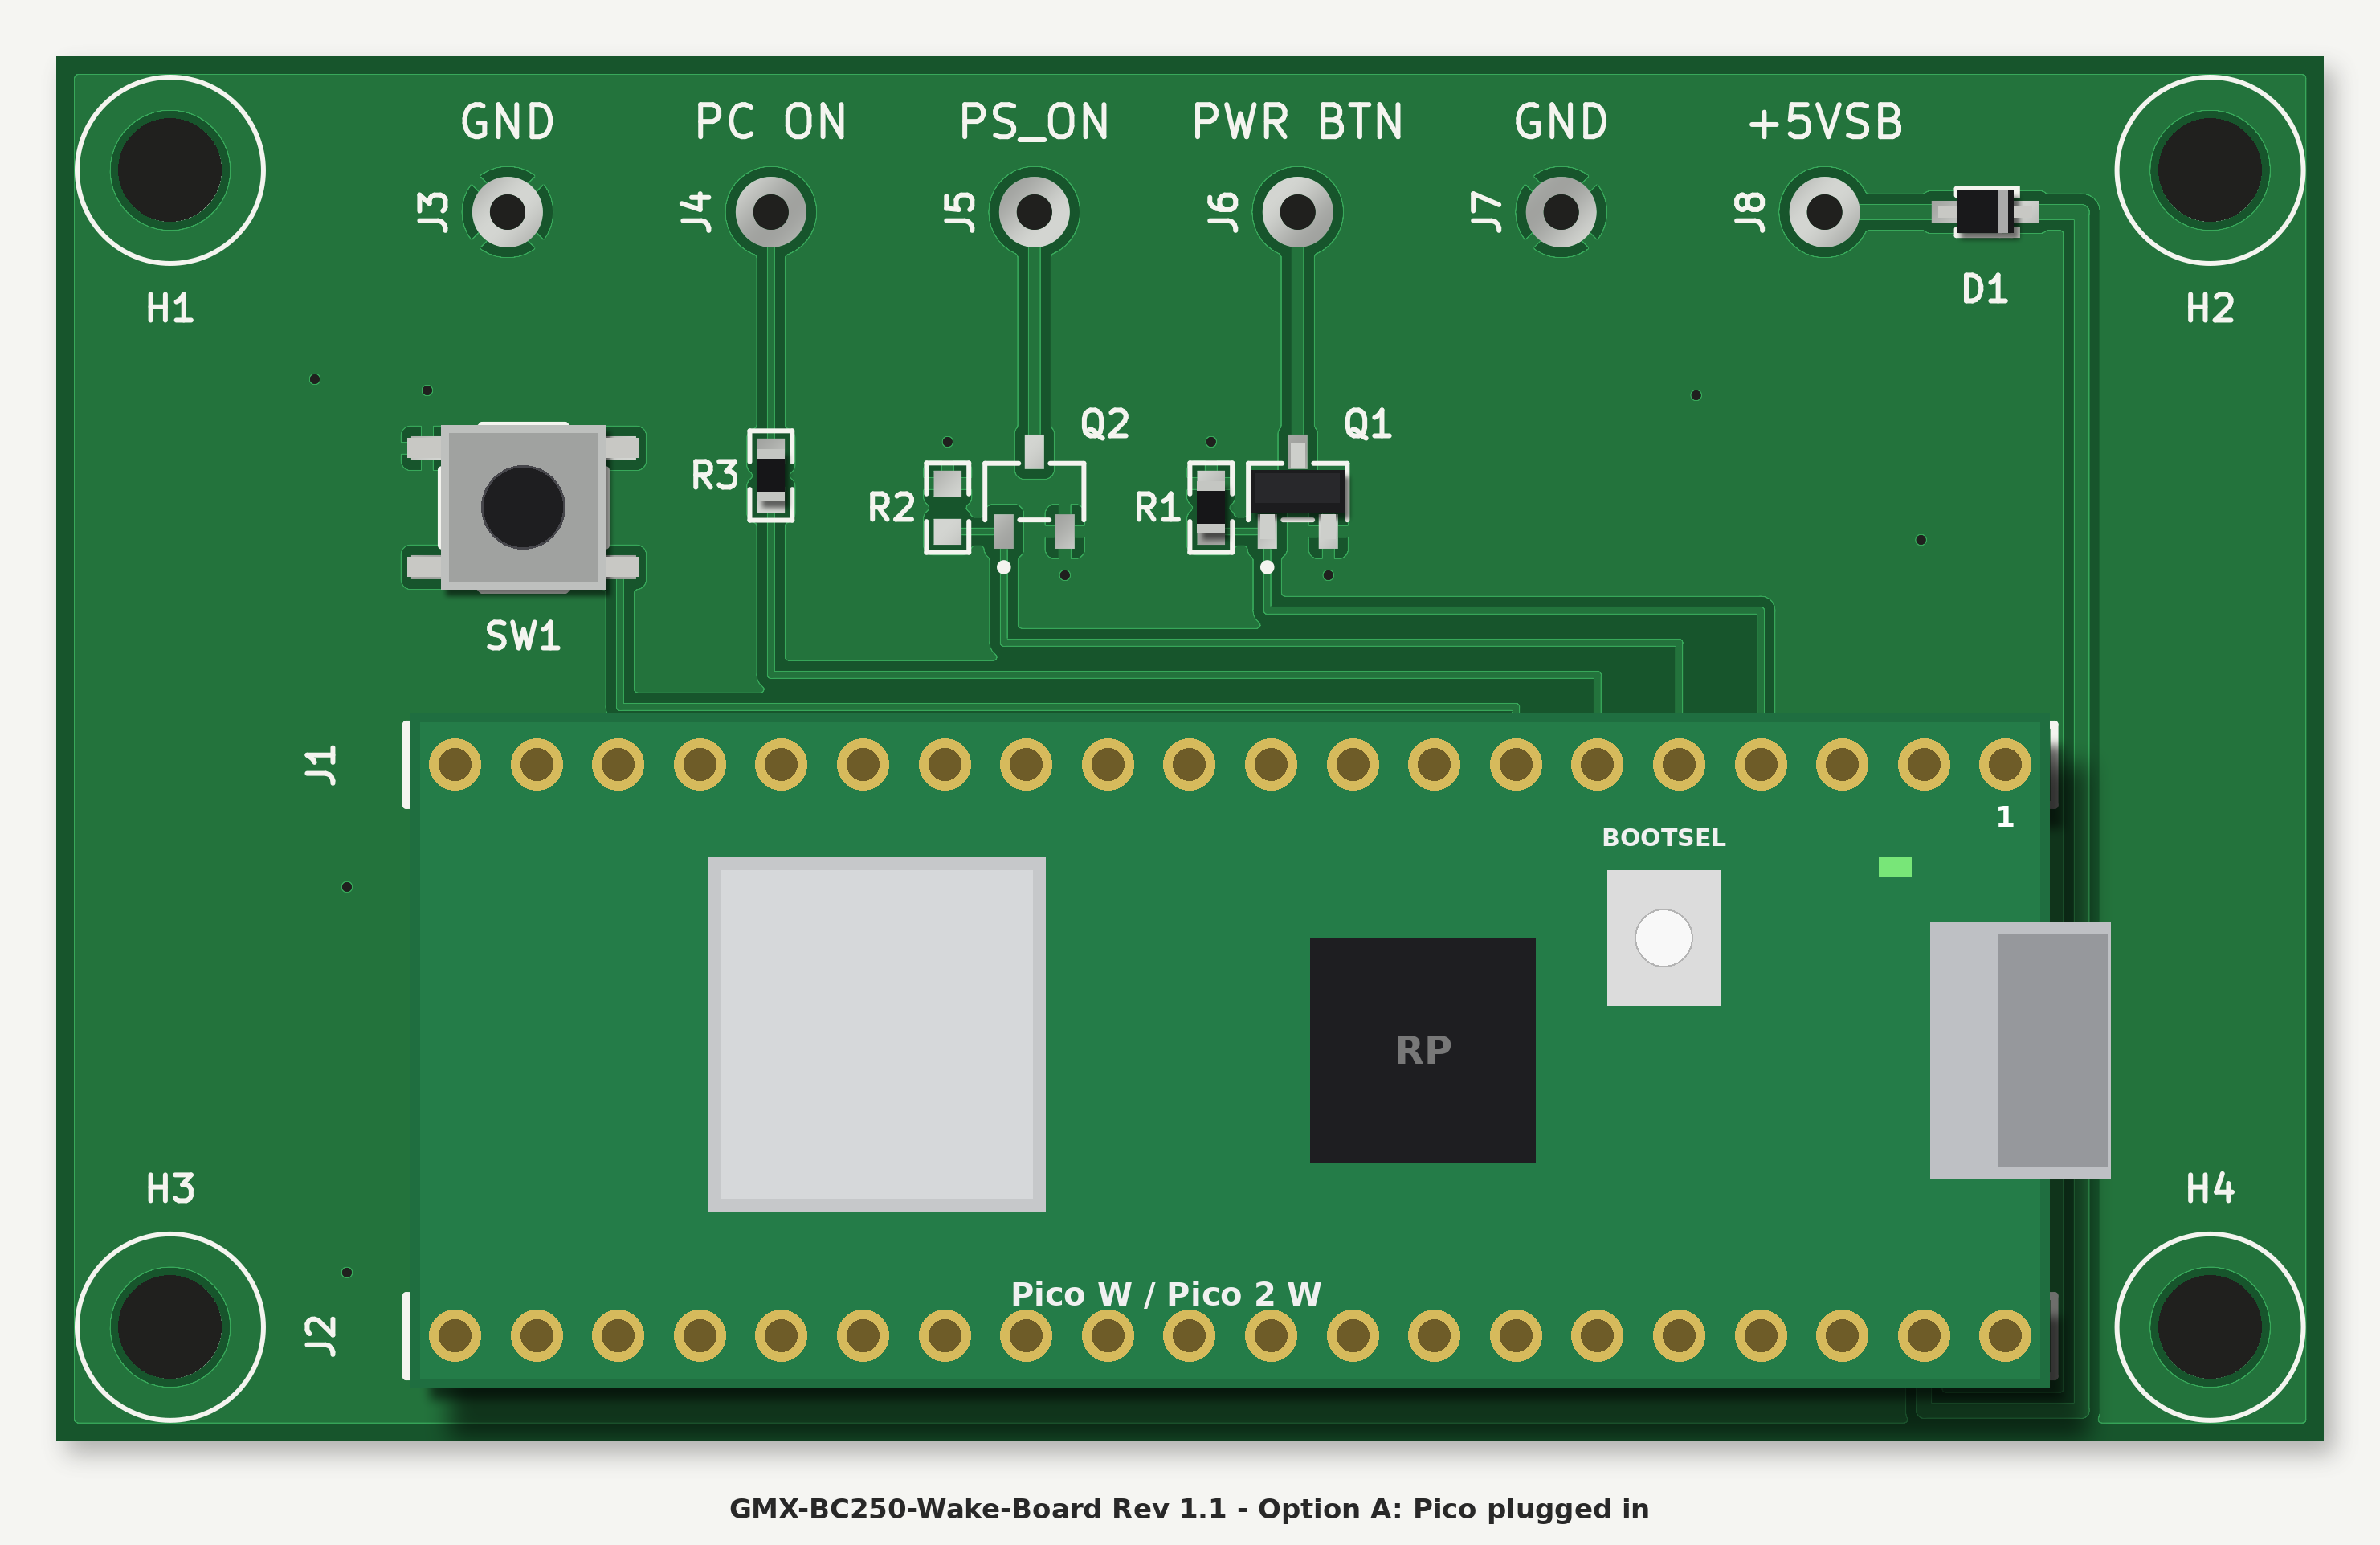 GND PC ON PS_ON PWR BTN GND +5VSB
J3 J4 J5 J6 J7 J8
D1
H1 H2
Q2 Q1
R3 R2 R1
SW1
J1
1
BOOTSEL
RP
H3 H4
Pico W / Pico 2 W
J2
GMX-BC250-Wake-Board Rev 1.1 - Option A: Pico plugged in